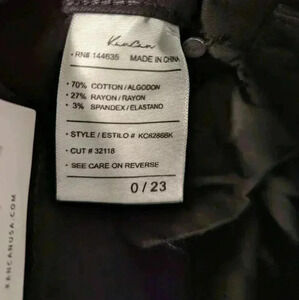 KanCan
• RN# 144635 MADE IN CHINA
• 70% COTTON / ALGODON
• 27% RAYON / RAYON
• 3% SPANDEX / ELASTANO
• STYLE / ESTILO # KC6286BK
• CUT # 32118
• SEE CARE ON REVERSE
0 / 23
KANCANUSA.COM